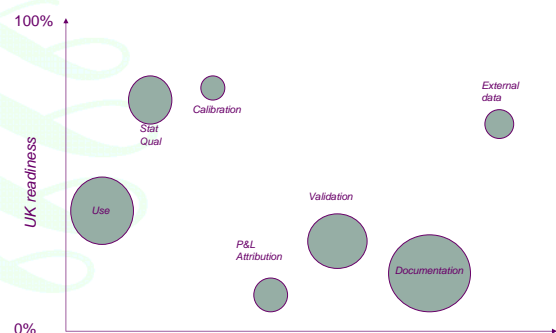 100%
External
data
Calibration
Stat
Qual
UK readiness
Validation
Use
P&L
Attribution
Documentation
0%